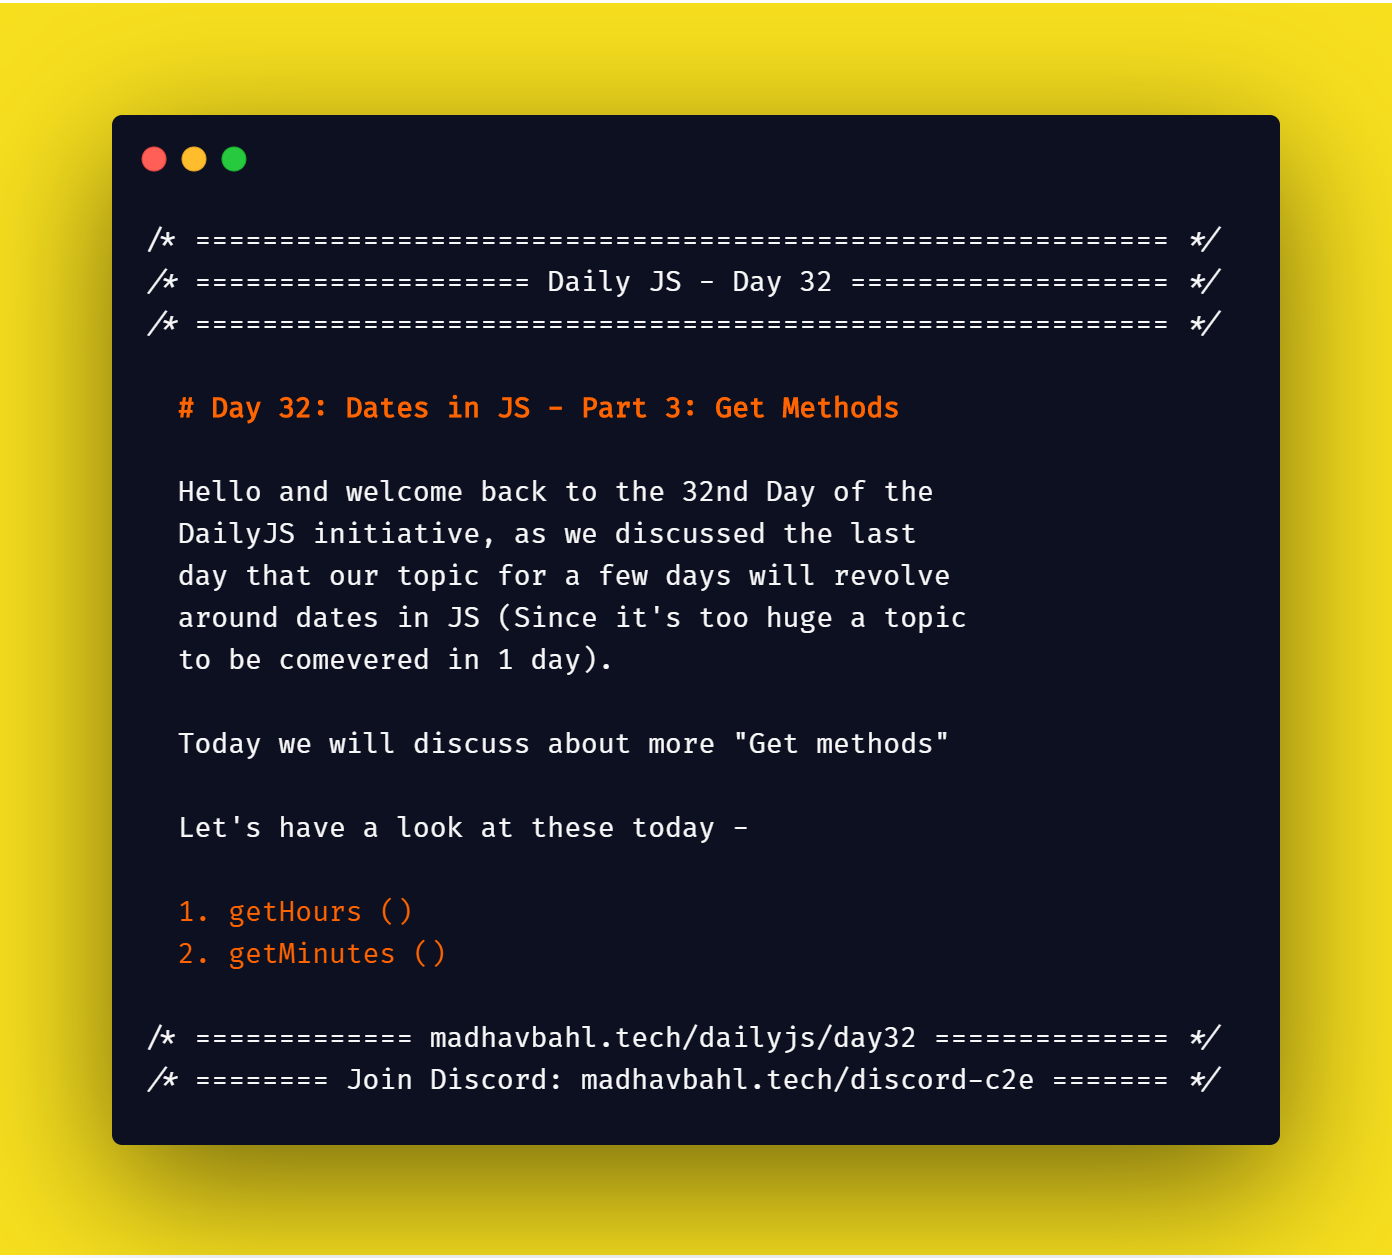 /* ========================================================== */
/* ==================== Daily JS - Day 32 =================== */
/* ========================================================== */
# Day 32: Dates in JS - Part 3: Get Methods
Hello and welcome back to the 32nd Day of the
DailyJS initiative, as we discussed the last
day that our topic for a few days will revolve
around dates in JS (Since it's too huge a topic
to be comevered in 1 day).
Today we will discuss about more "Get methods"
Let's have a look at these today -
1. getHours ()
2. getMinutes ()
/* ============= madhavbahl.tech/dailyjs/day32 ============== */
/* ======== Join Discord: madhavbahl.tech/discord-c2e ======= */